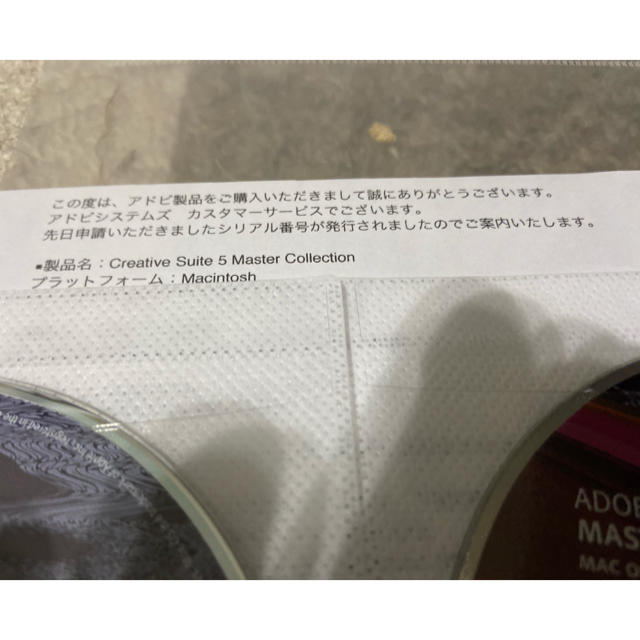 この度は、アドビ製品をご購入いただきまして誠にありがとうございます。
アドビシステムズ　カスタマーサービスでございます。
先日申請いただきましたシリアル番号が発行されましたのでご案内いたします。
■製品名：Creative Suite 5 Master Collection
プラットフォーム：Macintosh
ADOB
MAS
MAC O